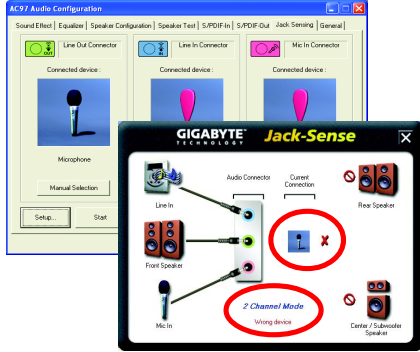 AC97 Audio Configuration
Sound Effect Equalizer Speaker Configuration Speaker Test S/PDIF-In S/PDIF-Out Jack Sensing General
OUT Line Out Connector
IN Line In Connector
Mic In Connector
Connected device :
Connected device :
Connected device :
Microphone
Manual Selection
Setup...
Start
GIGABYTE
TECHNOLOGY
Jack-Sense
X
Audio Connector
Current Connection
Line In
Rear Speaker
Front Speaker
Mic In
2 Channel Mode
Wrong device
Center / Subwoofer Speaker